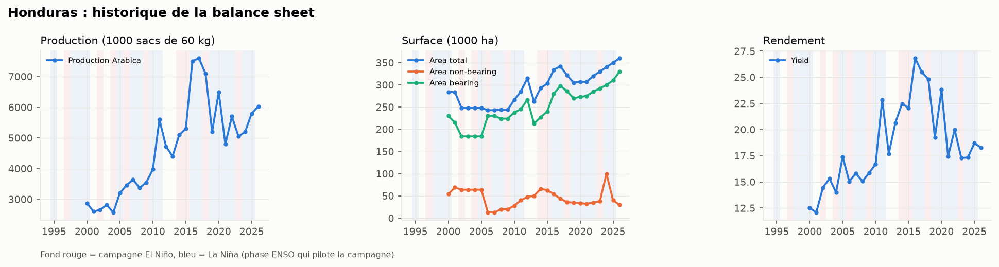 Honduras : historique de la balance sheet
Production (1000 sacs de 60 kg)
Production Arabica
7000
6000
5000
4000
3000
1995 2000 2005 2010 2015 2020 2025
Surface (1000 ha)
Area total
Area non-bearing
Area bearing
350
300
250
200
150
100
50
0
1995 2000 2005 2010 2015 2020 2025
Rendement
Yield
27.5
25.0
22.5
20.0
17.5
15.0
12.5
1995 2000 2005 2010 2015 2020 2025
Fond rouge = campagne El Niño, bleu = La Niña (phase ENSO qui pilote la campagne)